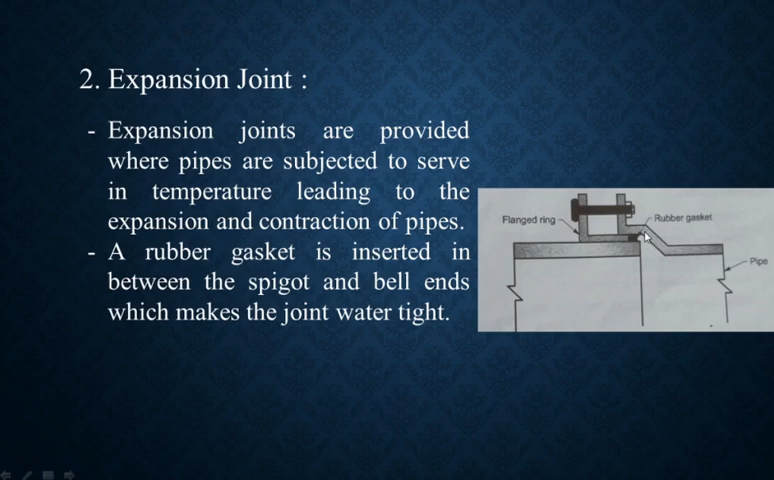 2. Expansion Joint :
- Expansion joints are provided
where pipes are subjected to serve
in temperature leading to the
expansion and contraction of pipes.
- A rubber gasket is inserted in
between the spigot and bell ends
which makes the joint water tight.
Flanged ring
Rubber gasket
Pipe